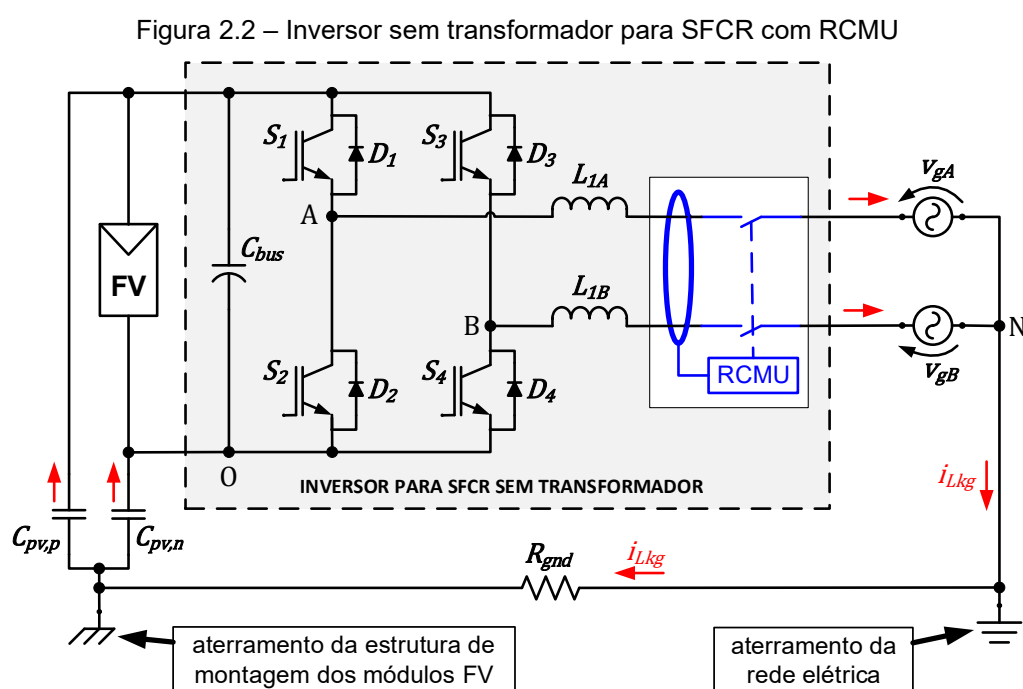 Figura 2.2 – Inversor sem transformador para SFCR com RCMU
S1
D1
S3
D3
L1A
vgA
A
FV
Cbus
L1B
B
N
vgB
RCMU
S2
D2
S4
D4
O
INVERSOR PARA SFCR SEM TRANSFORMADOR
iLkg
Cpv,p
Cpv,n
Rgnd
iLkg
aterramento da estrutura de
montagem dos módulos FV
aterramento da
rede elétrica